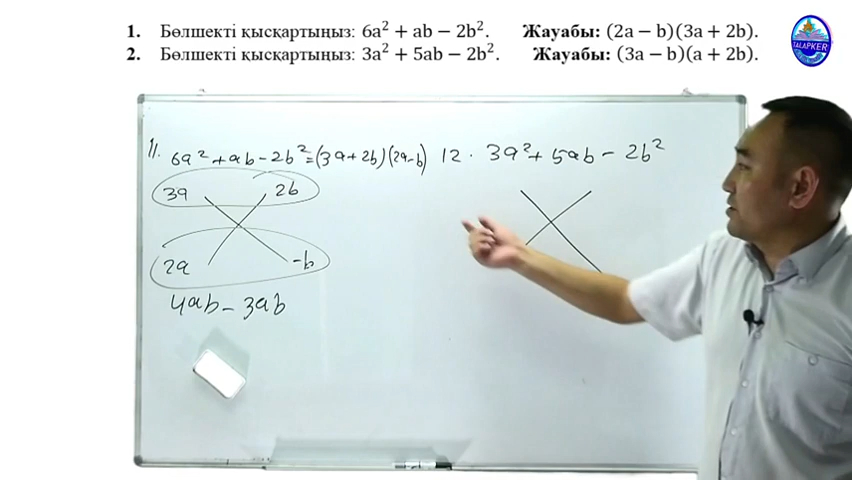 1. Бөлшекті қысқартыңыз: 6a² + ab − 2b². Жауабы: (2a − b)(3a + 2b).
2. Бөлшекті қысқартыңыз: 3a² + 5ab − 2b². Жауабы: (3a − b)(a + 2b).
TALAPKER
11. 6a² + ab − 2b² = (3a + 2b)(2a − b)
12. 3a² + 5ab − 2b²
3a 2b
2a −b
4ab − 3ab